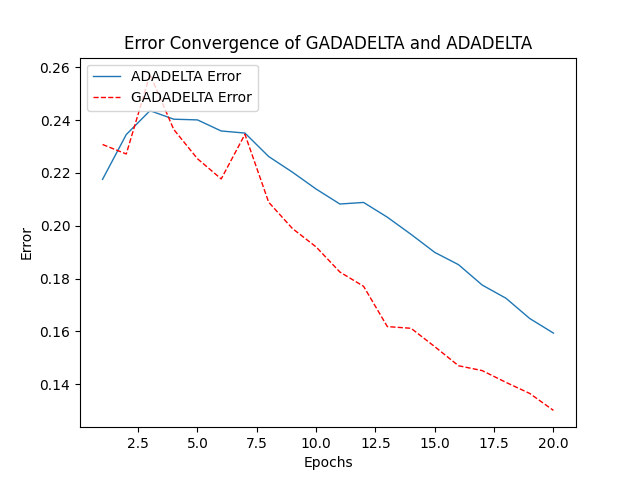 Error Convergence of GADADELTA and ADADELTA
ADADELTA Error
GADADELTA Error
0.26
0.24
0.22
0.20
0.18
0.16
0.14
Error
2.5 5.0 7.5 10.0 12.5 15.0 17.5 20.0
Epochs